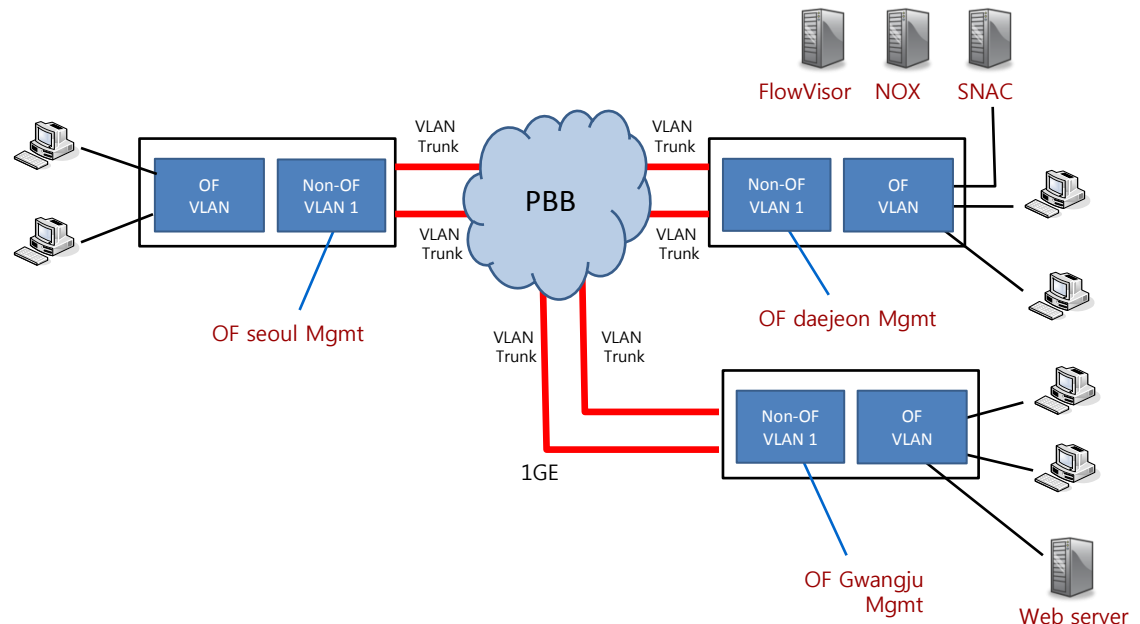 FlowVisor
NOX
SNAC
VLAN
Trunk
VLAN
Trunk
OF
VLAN
Non-OF
VLAN 1
PBB
Non-OF
VLAN 1
OF
VLAN
VLAN
Trunk
VLAN
Trunk
OF seoul Mgmt
OF daejeon Mgmt
VLAN
Trunk
VLAN
Trunk
Non-OF
VLAN 1
OF
VLAN
1GE
OF Gwangju
Mgmt
Web server